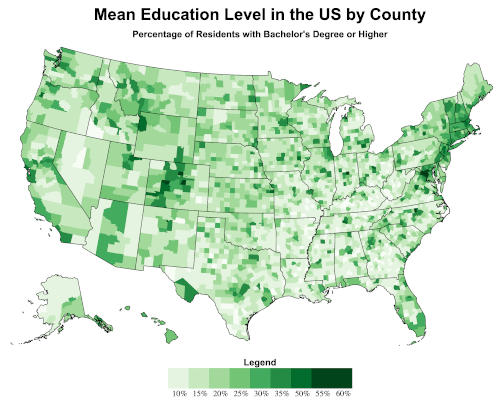 Mean Education Level in the US by County
Percentage of Residents with Bachelor's Degree or Higher
Legend
10% 15% 20% 25% 30% 35% 50% 55% 60%